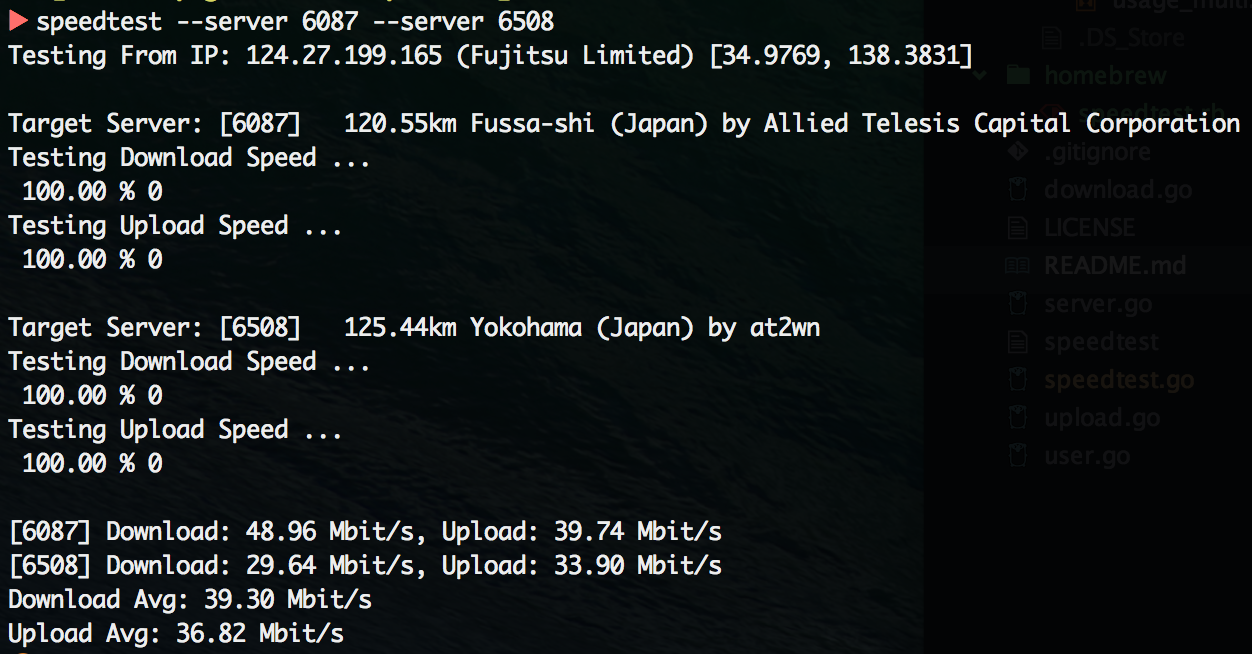 speedtest --server 6087 --server 6508
Testing From IP: 124.27.199.165 (Fujitsu Limited) [34.9769, 138.3831]
Target Server: [6087]   120.55km Fussa-shi (Japan) by Allied Telesis Capital Corporation
Testing Download Speed ...
100.00 % 0
Testing Upload Speed ...
100.00 % 0
Target Server: [6508]   125.44km Yokohama (Japan) by at2wn
Testing Download Speed ...
100.00 % 0
Testing Upload Speed ...
100.00 % 0
[6087] Download: 48.96 Mbit/s, Upload: 39.74 Mbit/s
[6508] Download: 29.64 Mbit/s, Upload: 33.90 Mbit/s
Download Avg: 39.30 Mbit/s
Upload Avg: 36.82 Mbit/s
.DS_Store
homebrew
speedtest.rb
.gitignore
download.go
LICENSE
README.md
server.go
speedtest
speedtest.go
upload.go
user.go